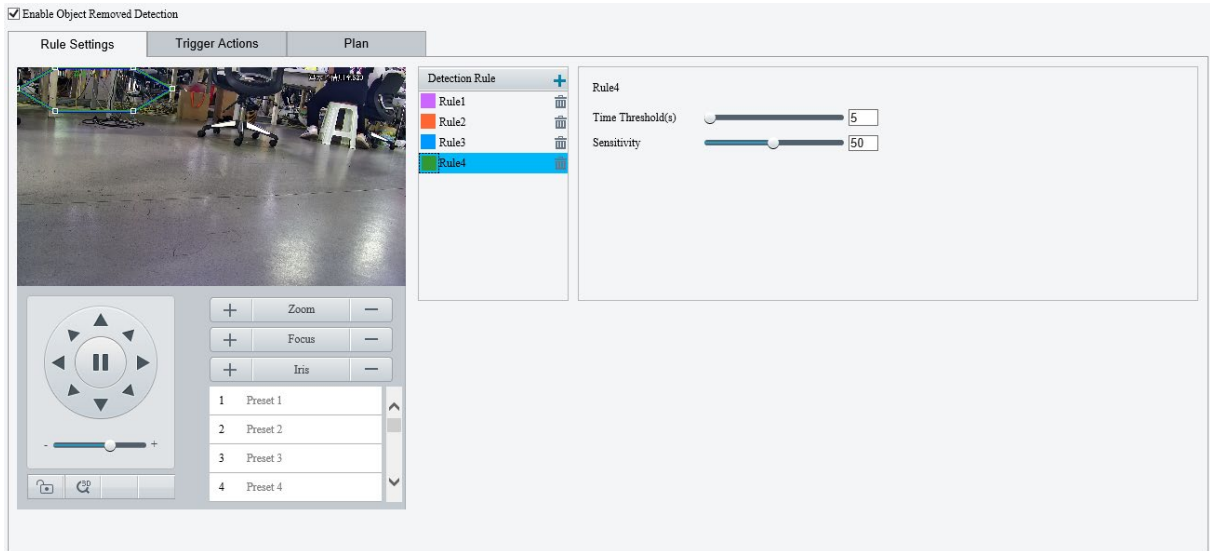 Enable Object Removed Detection
Rule Settings
Trigger Actions
Plan
Detection Rule
Rule1
Rule2
Rule3
Rule4
Rule4
Time Threshold(s)
5
Sensitivity
50
+ Zoom −
+ Focus −
+ Iris −
- +
3D
1 Preset 1
2 Preset 2
3 Preset 3
4 Preset 4